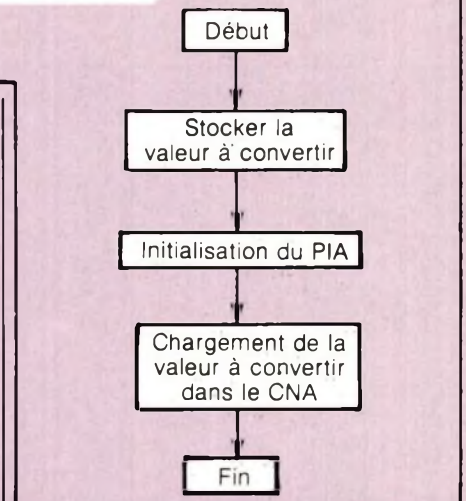 Début
Stocker la
valeur à convertir
Initialisation du PIA
Chargement de la
valeur à convertir
dans le CNA
Fin